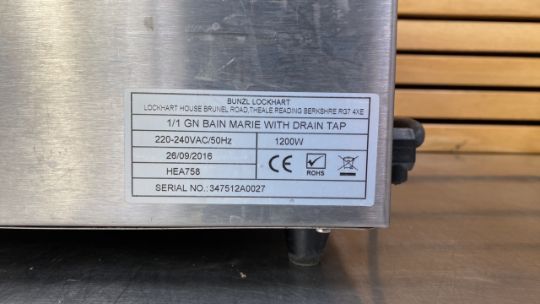 BUNZL LOCKHART
LOCKHART HOUSE BRUNEL ROAD,THEALE READING BERKSHRE RG7 4XE
1/1 GN BAIN MARIE WITH DRAIN TAP
220-240VAC/50Hz 1200W
26/09/2016
HEA758
CE ROHS
SERIAL NO.: 347512A0027